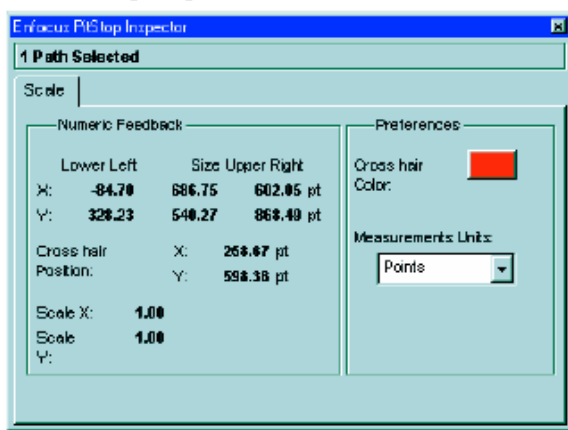 Enfocus PitStop Inspector
1 Path Selected
Scale
Numeric Feedback
Lower Left Size Upper Right
X: -84.70 686.75 602.05 pt
Y: 328.23 540.27 868.49 pt
Cross hair Position: X: 258.67 pt
Y: 598.36 pt
Scale X: 1.00
Scale Y: 1.00
Preferences
Cross hair Color:
Measurements Units:
Points